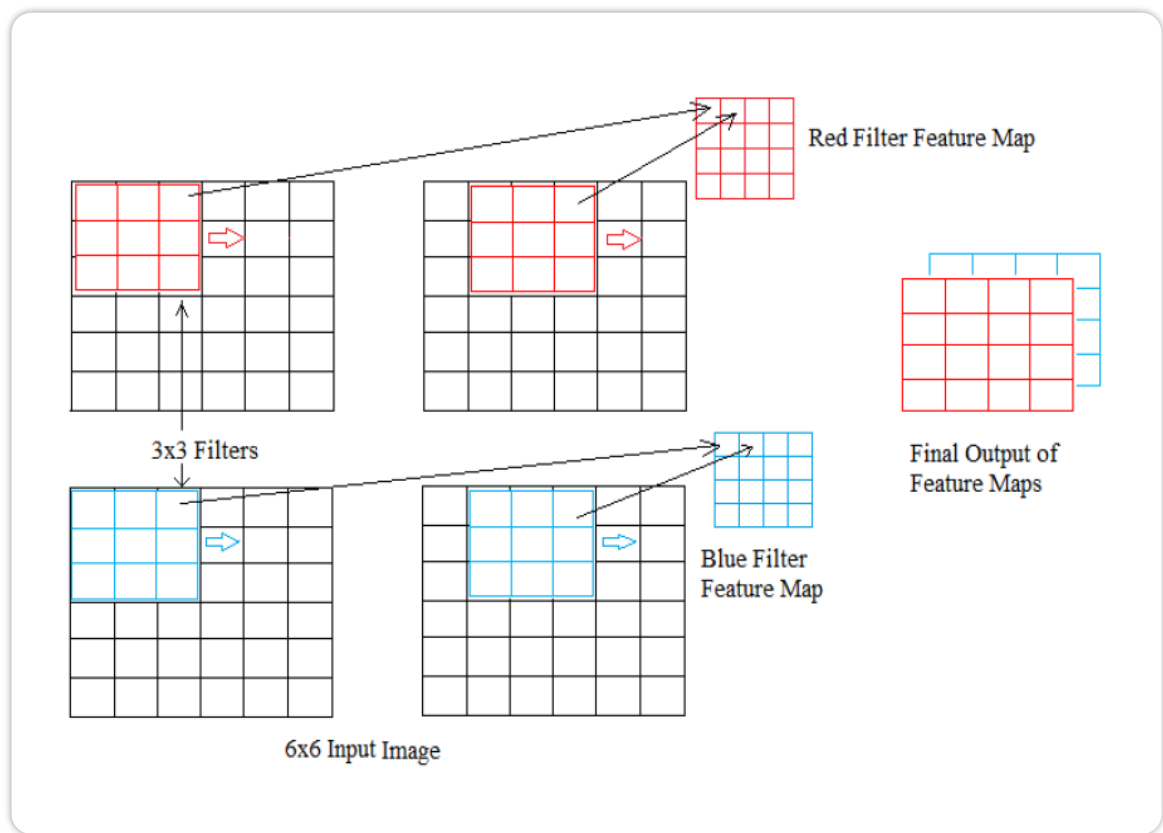 Red Filter Feature Map
3x3 Filters
Final Output of
Feature Maps
Blue Filter
Feature Map
6x6 Input Image